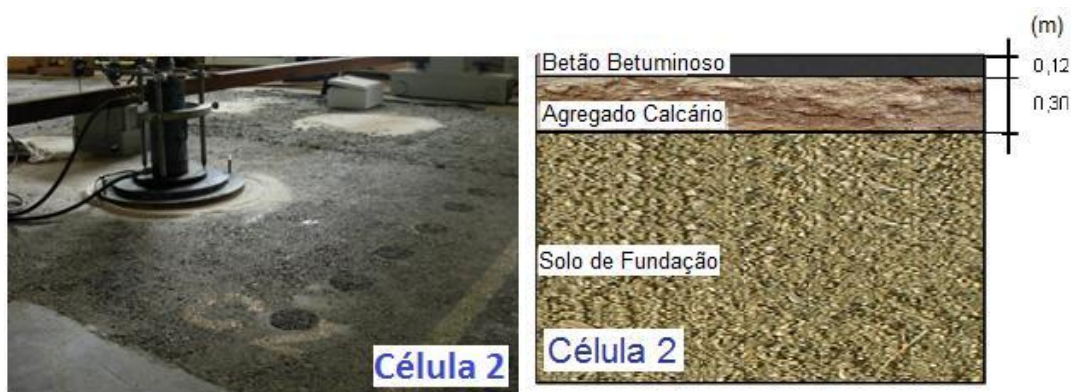 Célula 2
(m)
Betão Betuminoso
0,12
Agregado Calcário
0,30
Solo de Fundação
Célula 2